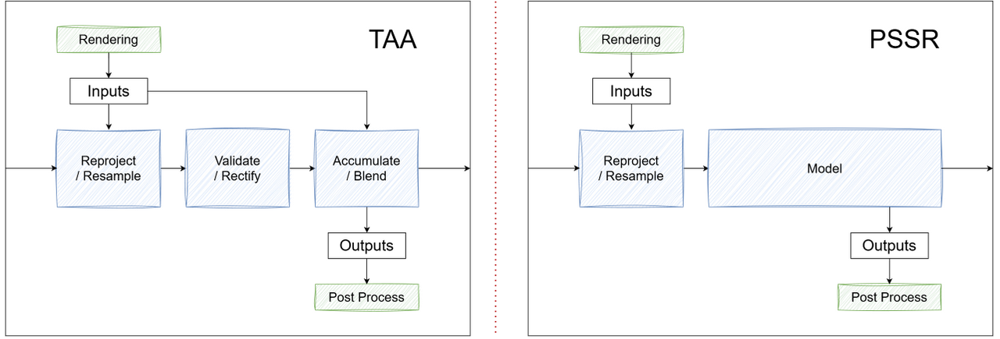 TAA
Rendering
Inputs
Reproject
/ Resample
Validate
/ Rectify
Accumulate
/ Blend
Outputs
Post Process
PSSR
Rendering
Inputs
Reproject
/ Resample
Model
Outputs
Post Process